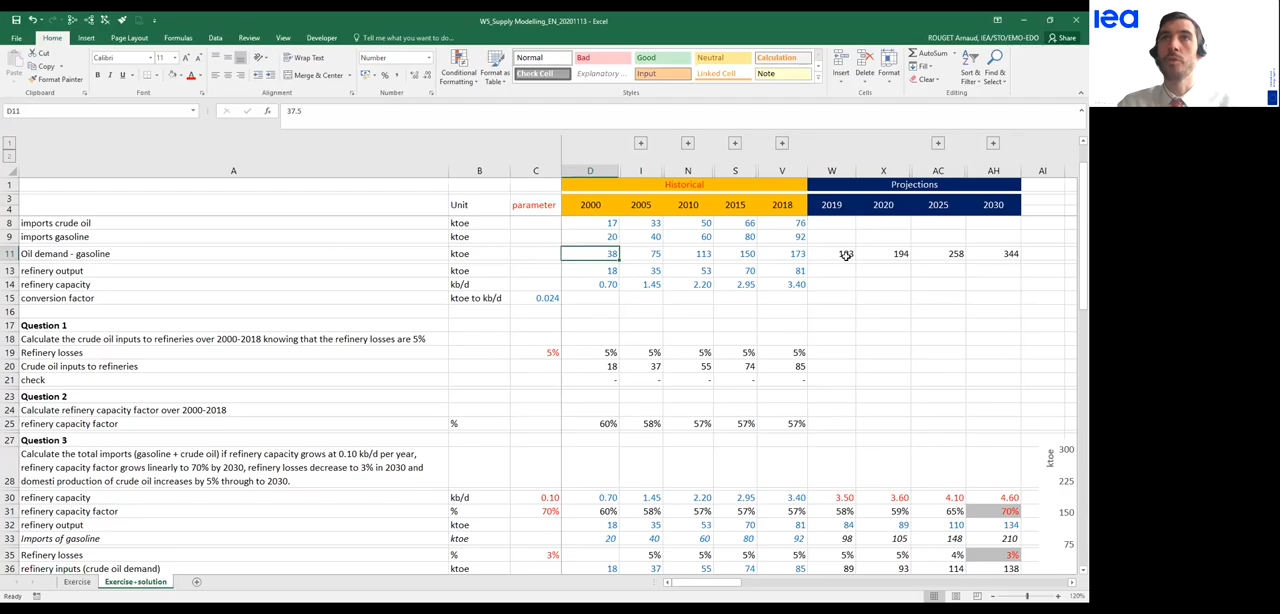 W5_Supply Modelling_EN_20201113 - Excel
iea
File Home Insert Page Layout Formulas Data Review View Developer Tell me what you want to do... ROUGET Arnaud, IEA/STO/EMO-EDO Share
Paste Cut Copy Format Painter
Calibri 11 Wrap Text Merge & Center
Number
Conditional Formatting Format as Table
Normal Bad Good Neutral Calculation
Check Cell Explanatory ... Input Linked Cell Note
Insert Delete Format
AutoSum Fill Clear Sort & Filter Find & Select
Clipboard Font Alignment Number Styles Cells Editing
D11 fx 37.5
1 2
A B C D I N S V W X AC AH AI
1 Historical Projections
3
4 Unit parameter 2000 2005 2010 2015 2018 2019 2020 2025 2030
8 imports crude oil ktoe 17 33 50 66 76
9 imports gasoline ktoe 20 40 60 80 92
11 Oil demand - gasoline ktoe 38 75 113 150 173 194 258 344
13 refinery output ktoe 18 35 53 70 81
14 refinery capacity kb/d 0.70 1.45 2.20 2.95 3.40
15 conversion factor ktoe to kb/d 0.024
16
17 Question 1
18 Calculate the crude oil inputs to refineries over 2000-2018 knowing that the refinery losses are 5%
19 Refinery losses 5% 5% 5% 5% 5% 5%
20 Crude oil inputs to refineries 18 37 55 74 85
21 check - - - - -
23 Question 2
24 Calculate refinery capacity factor over 2000-2018
25 refinery capacity factor % 60% 58% 57% 57% 57%
27 Question 3
28 Calculate the total imports (gasoline + crude oil) if refinery capacity grows at 0.10 kb/d per year,
refinery capacity factor grows linearly to 70% by 2030, refinery losses decrease to 3% in 2030 and
domesti production of crude oil increases by 5% through to 2030.
30 refinery capacity kb/d 0.10 0.70 1.45 2.20 2.95 3.40 3.50 3.60 4.10 4.60
31 refinery capacity factor % 70% 60% 58% 57% 57% 57% 58% 59% 65% 70%
32 refinery output ktoe 18 35 53 70 81 84 89 110 134
33 Imports of gasoline ktoe 20 40 60 80 92 98 105 148 210
35 Refinery losses % 3% 5% 5% 5% 5% 5% 5% 4% 3%
36 refinery inputs (crude oil demand) ktoe 18 37 55 74 85 89 93 114 138
ktoe
300
225
150
75
Exercise Exercise+solution
Ready 120%